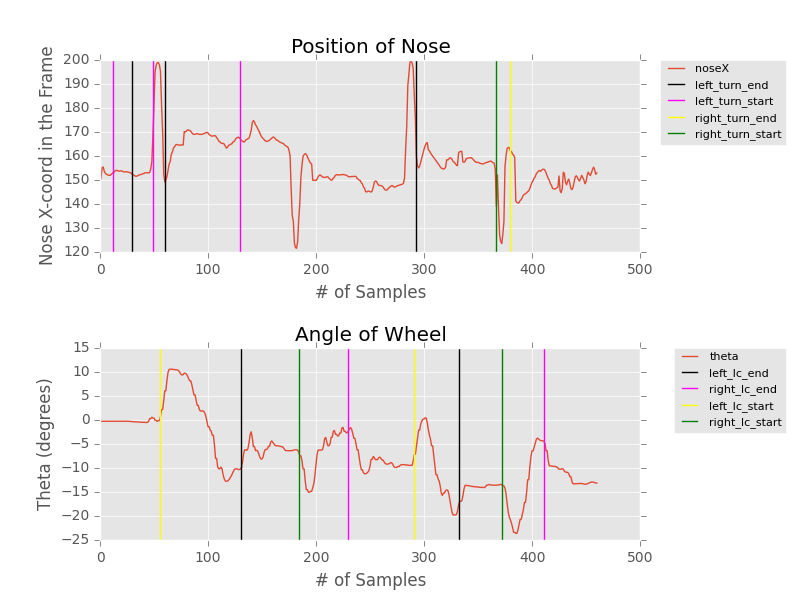 Position of Nose
Nose X-coord in the Frame
200
190
180
170
160
150
140
130
120
0 100 200 300 400 500
# of Samples
noseX
left_turn_end
left_turn_start
right_turn_end
right_turn_start
Angle of Wheel
Theta (degrees)
15
10
5
0
−5
−10
−15
−20
−25
0 100 200 300 400 500
# of Samples
theta
left_lc_end
right_lc_end
left_lc_start
right_lc_start